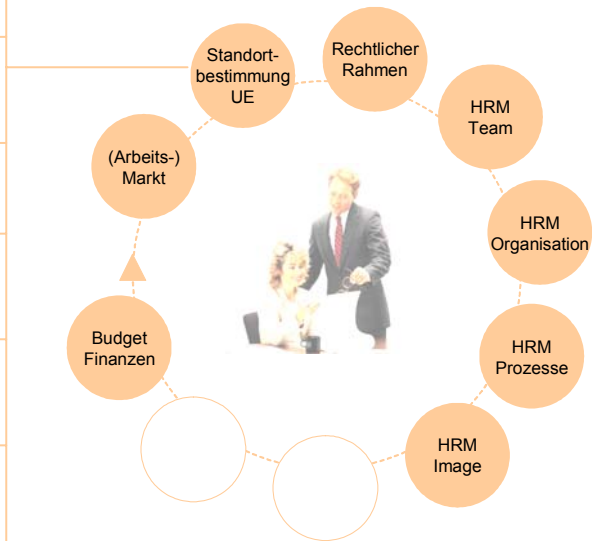 Standort-
bestimmung
UE
Rechtlicher
Rahmen
HRM
Team
HRM
Organisation
HRM
Prozesse
HRM
Image
Budget
Finanzen
(Arbeits-)
Markt